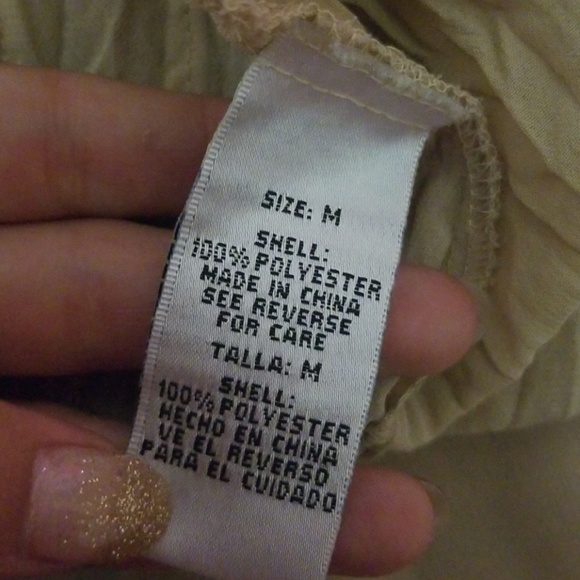 SIZE: M
SHELL:
100% POLYESTER
MADE IN CHINA
SEE REVERSE
FOR CARE
TALLA: M
SHELL:
100% POLYESTER
HECHO EN CHINA
VE EL REVERSO
PARA EL CUIDADO